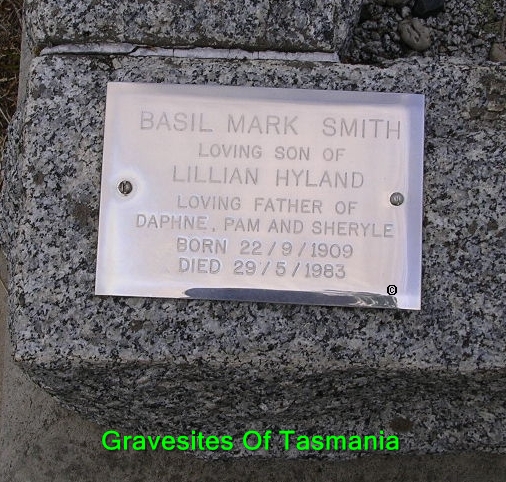 BASIL MARK SMITH
LOVING SON OF
LILLIAN HYLAND
LOVING FATHER OF
DAPHNE, PAM AND SHERYLE
BORN 22/9/1909
DIED 29/5/1983
©
Gravesites Of Tasmania